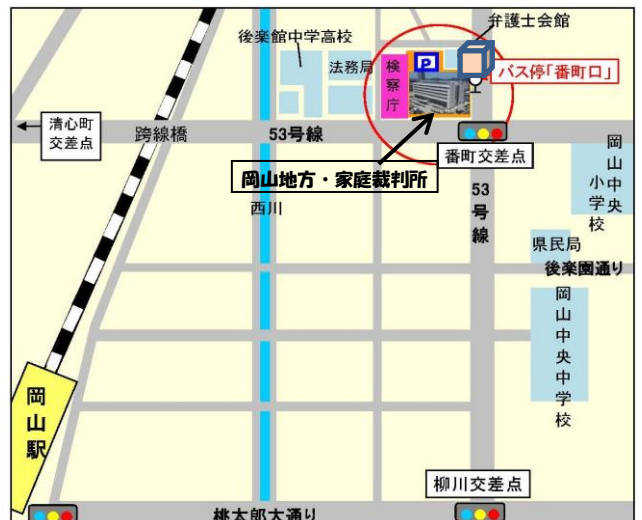 弁護士会館
後楽館中学高校
法務局
検察庁
P
バス停「番町口」
清心町
交差点
跨線橋
53号線
番町交差点
岡山地方・家庭裁判所
岡山中央
小学校
西川
53号線
県民局
後楽園通り
岡山中央中学校
岡山駅
柳川交差点
桃太郎大通り